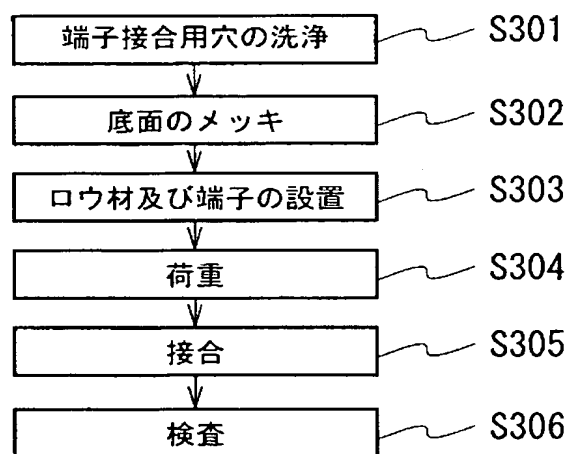 端子接合用穴の洗浄 S301
底面のメッキ S302
ロウ材及び端子の設置 S303
荷重 S304
接合 S305
検査 S306